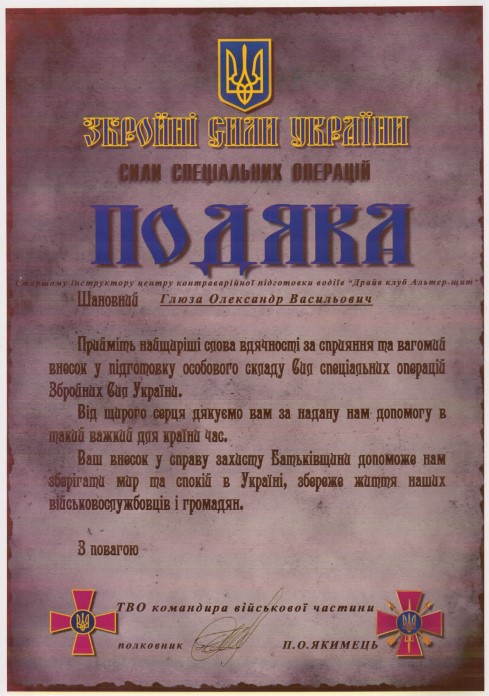 ЗБРОЙНІ СИЛИ УКРАЇНИ
СИЛИ СПЕЦІАЛЬНИХ ОПЕРАЦІЙ
ПОДЯКА
Старшому Інструктору центру контраварійної підготовки водіїв "Драйв клуб Альтер-щит"
Шановний Глюза Олександр Васильович
Прийміть найщиріші слова вдячності за сприяння та вагомий
внесок у підготовку особового складу Сил спеціальних операцій
Збройних Сил України.
Від щирого серця дякуємо вам за надану нам допомогу в
такий важкий для країни час.
Ваш внесок у справу захисту Батьківщини допоможе нам
зберігати мир та спокій в Україні, збереже життя наших
військовослужбовців і громадян.
З повагою
ТВО командира військової частини
полковник П.О.ЯКИМЕЦЬ